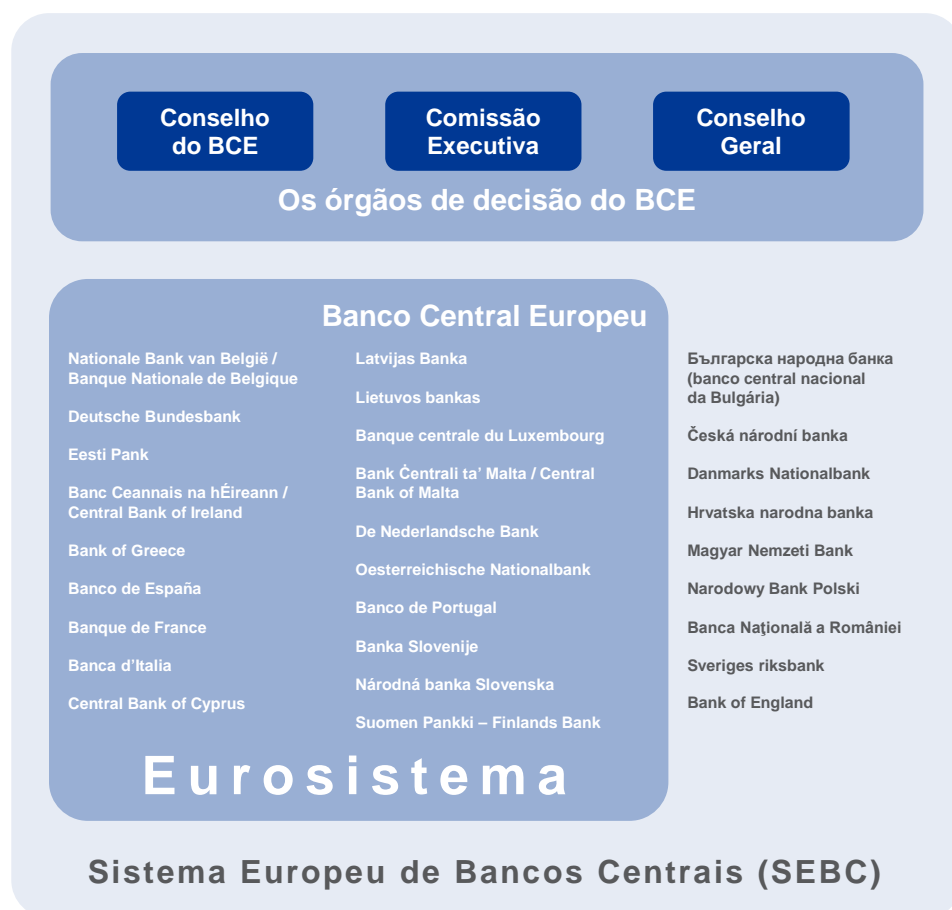 Conselho
do BCE
Comissão
Executiva
Conselho
Geral
Os órgãos de decisão do BCE
Banco Central Europeu
Nationale Bank van België /
Banque Nationale de Belgique
Deutsche Bundesbank
Eesti Pank
Banc Ceannais na hÉireann /
Central Bank of Ireland
Bank of Greece
Banco de España
Banque de France
Banca d’Italia
Central Bank of Cyprus
Latvijas Banka
Lietuvos bankas
Banque centrale du Luxembourg
Bank Ċentrali ta’ Malta / Central
Bank of Malta
De Nederlandsche Bank
Oesterreichische Nationalbank
Banco de Portugal
Banka Slovenije
Národná banka Slovenska
Suomen Pankki – Finlands Bank
Eurosistema
Българска народна банка
(banco central nacional
da Bulgária)
Česká národní banka
Danmarks Nationalbank
Hrvatska narodna banka
Magyar Nemzeti Bank
Narodowy Bank Polski
Banca Naţională a României
Sveriges riksbank
Bank of England
Sistema Europeu de Bancos Centrais (SEBC)